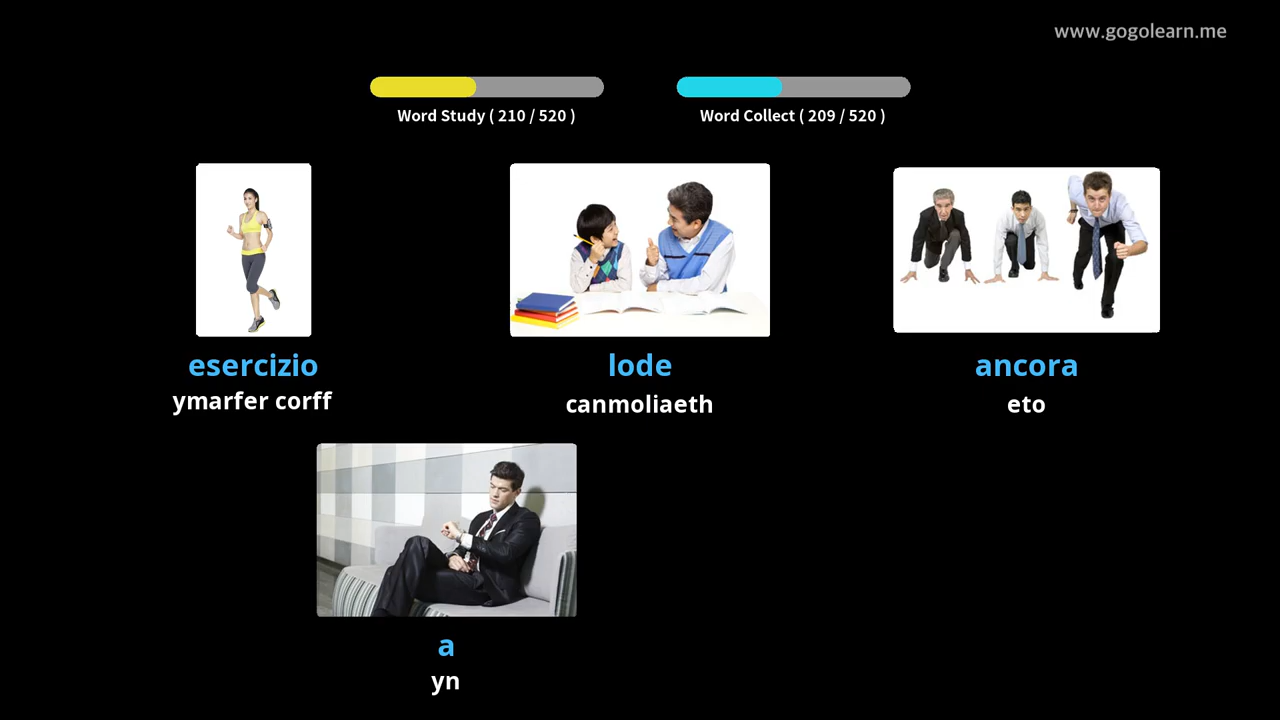 www.gogolearn.me
Word Study ( 210 / 520 )
Word Collect ( 209 / 520 )
esercizio
ymarfer corff
lode
canmoliaeth
ancora
eto
a
yn